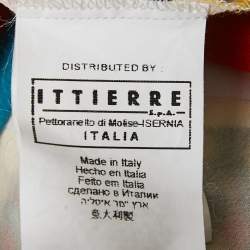 DISTRIBUTED BY :
ITTIERRE
S.p.A.
Pettoranello di Molise-ISERNIA
ITALIA
Made in Italy
Hecho en Italia
Feito em Italia
сделано в Италии
ארץ יצור איטליה
意大利製